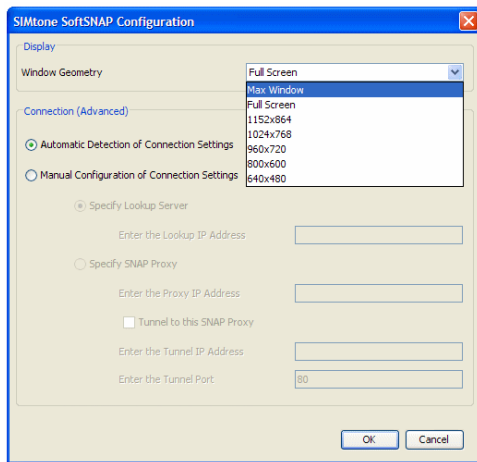 SIMtone SoftSNAP Configuration
Display
Window Geometry
Full Screen
Max Window
Full Screen
1152x864
1024x768
960x720
800x600
640x480
Connection (Advanced)
Automatic Detection of Connection Settings
Manual Configuration of Connection Settings
Specify Lookup Server
Enter the Lookup IP Address
Specify SNAP Proxy
Enter the Proxy IP Address
Tunnel to this SNAP Proxy
Enter the Tunnel IP Address
Enter the Tunnel Port
80
OK
Cancel